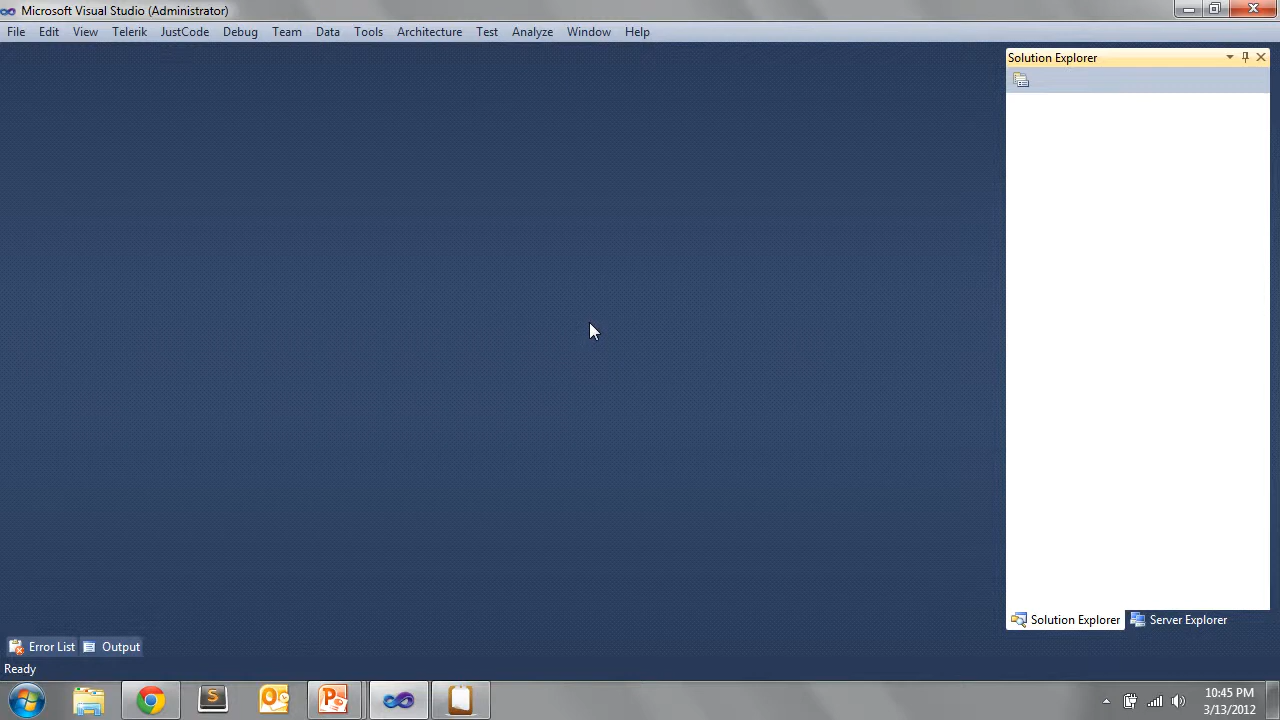 Microsoft Visual Studio (Administrator)
File Edit View Telerik JustCode Debug Team Data Tools Architecture Test Analyze Window Help
Solution Explorer
Solution Explorer Server Explorer
Error List Output
Ready
S
10:45 PM
3/13/2012